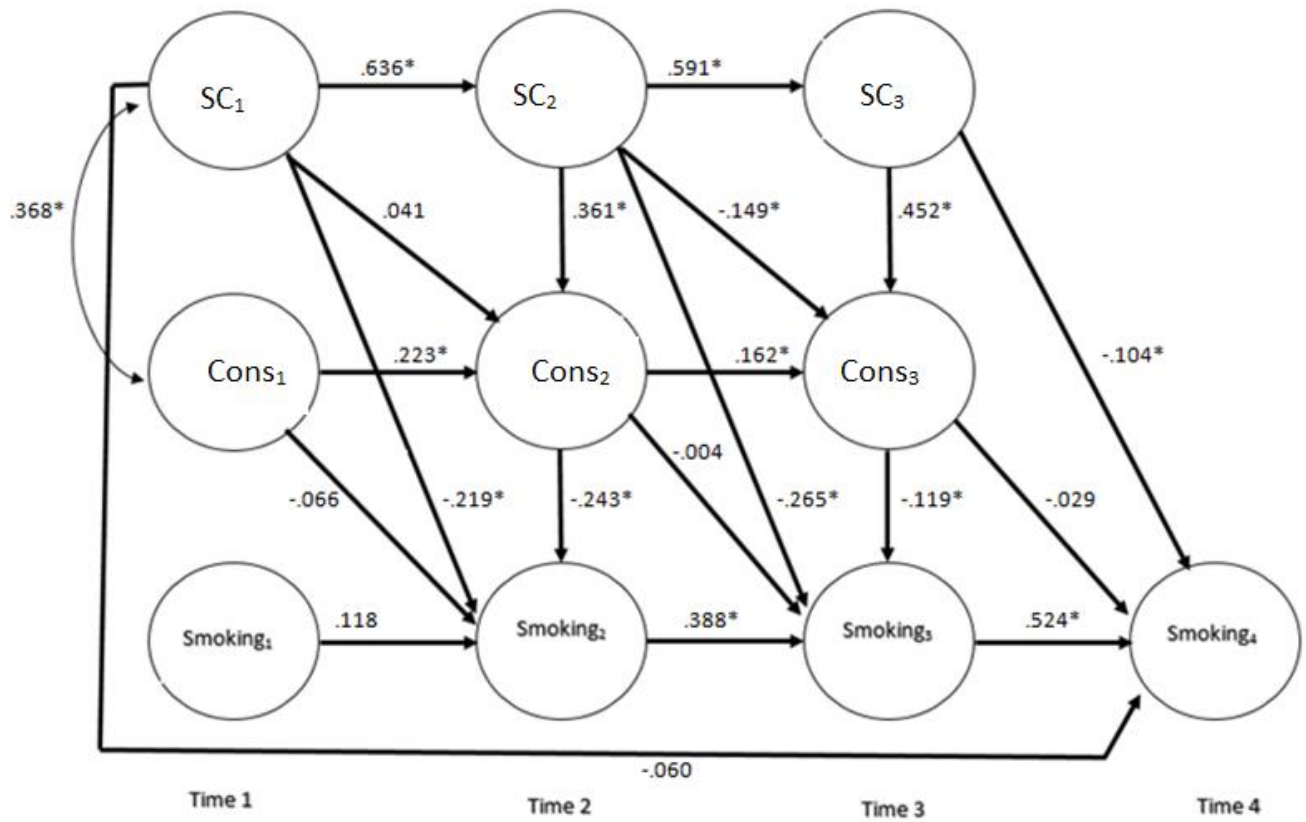 .636*
.591*
SC₁
SC₂
SC₃
.368*
.041
.361*
-.149*
.452*
-.104*
.223*
.162*
Cons₁
Cons₂
Cons₃
-.004
-.066
-.219*
-.243*
-.265*
-.119*
-.029
.118
.388*
.524*
Smoking₁
Smoking₂
Smoking₃
Smoking₄
-.060
Time 1
Time 2
Time 3
Time 4